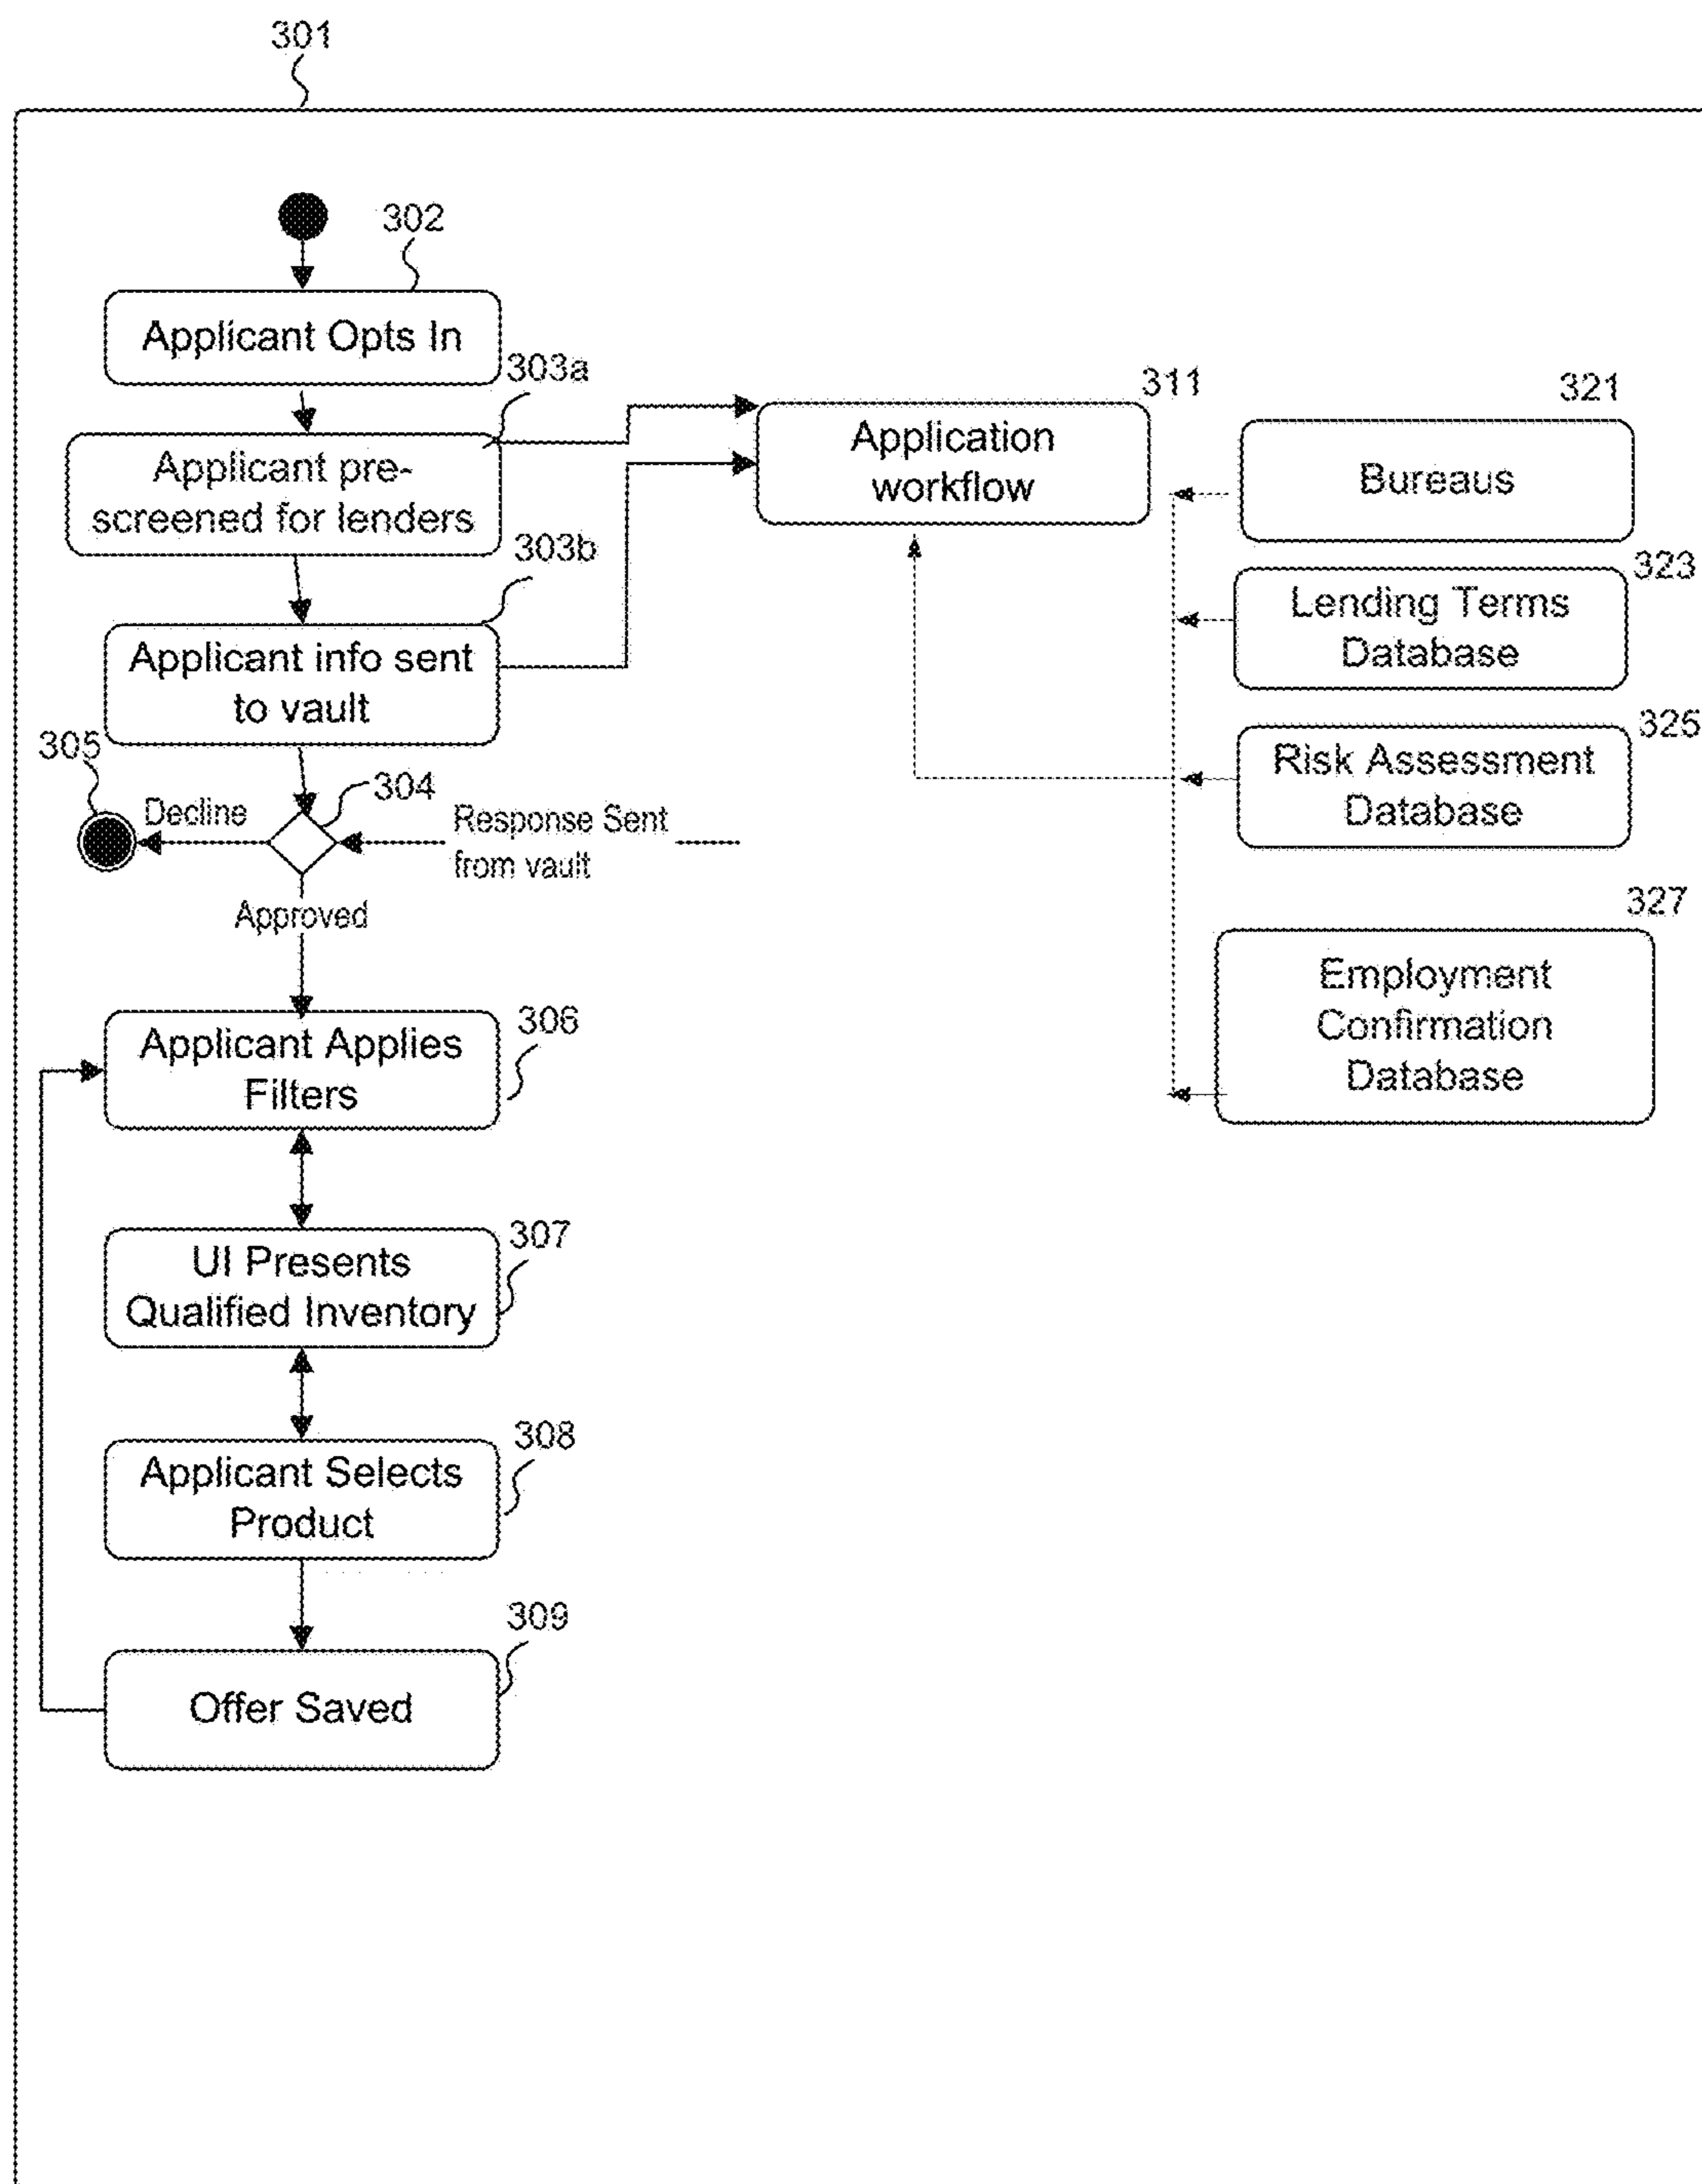 301
302
Applicant Opts In
303a
Applicant pre-
screened for lenders
303b
Applicant info sent
to vault
305
Decline
304
Response Sent
from vault
Approved
306
Applicant Applies
Filters
307
UI Presents
Qualified Inventory
308
Applicant Selects
Product
309
Offer Saved
311
Application
workflow
321
Bureaus
323
Lending Terms
Database
325
Risk Assessment
Database
327
Employment
Confirmation
Database